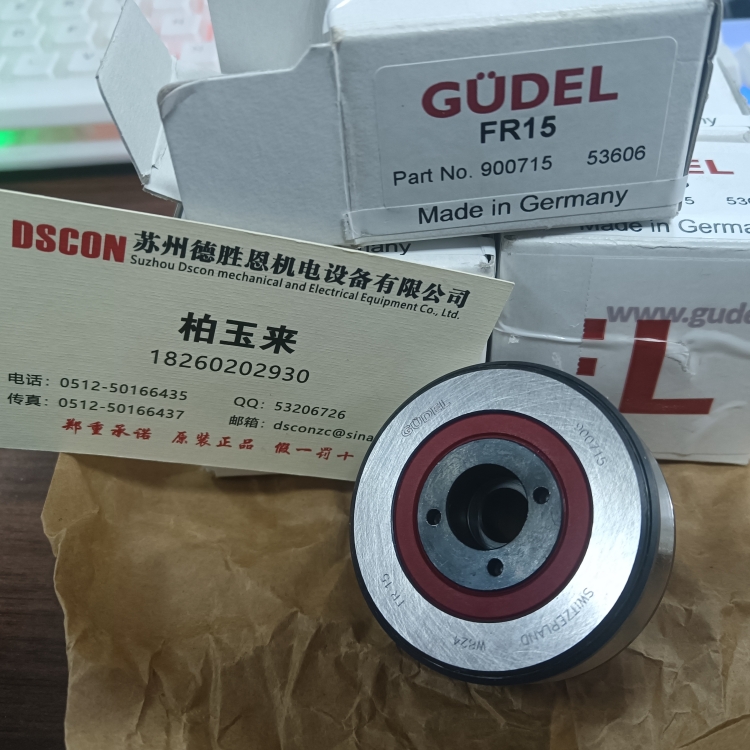 GÜDEL
FR15
Part No. 900715 53606
Made in Germany
DEL
in Germany
www.gude
L
DSCON 苏州德胜恩机电设备有限公司
Suzhou Dscon mechanical and Electrical Equipment Co., Ltd.
柏玉来
18260202930
电话：0512-50166435 QQ：53206726
传真：0512-50166437 邮箱：dsconzc@sina
郑重承诺 原装正品 假一罚十
GÜDEL
900715
FR15
WB24
SWITZERLAND